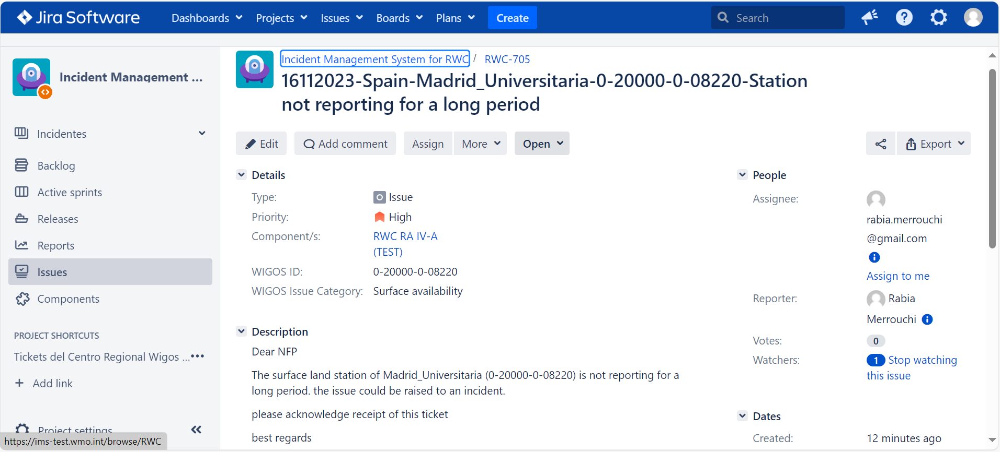 Jira Software
Dashboards
Projects
Issues
Boards
Plans
Create
Search
Incident Management ...
Incidentes
Backlog
Active sprints
Releases
Reports
Issues
Components
PROJECT SHORTCUTS
Tickets del Centro Regional Wigos ...
+ Add link
Project settings
https://ims-test.wmo.int/browse/RWC
Incident Management System for RWC / RWC-705
16112023-Spain-Madrid_Universitaria-0-20000-0-08220-Station
not reporting for a long period
Edit
Add comment
Assign
More
Open
Export
Details
Type: Issue
Priority: High
Component/s: RWC RA IV-A
(TEST)
WIGOS ID: 0-20000-0-08220
WIGOS Issue Category: Surface availability
Description
Dear NFP
The surface land station of Madrid_Universitaria (0-20000-0-08220) is not reporting for a
long period. the issue could be raised to an incident.
please acknowledge receipt of this ticket
best regards
People
Assignee:
rabia.merrouchi
@gmail.com
Assign to me
Reporter: Rabia
Merrouchi
Votes: 0
Watchers: 1 Stop watching
this issue
Dates
Created: 12 minutes ago